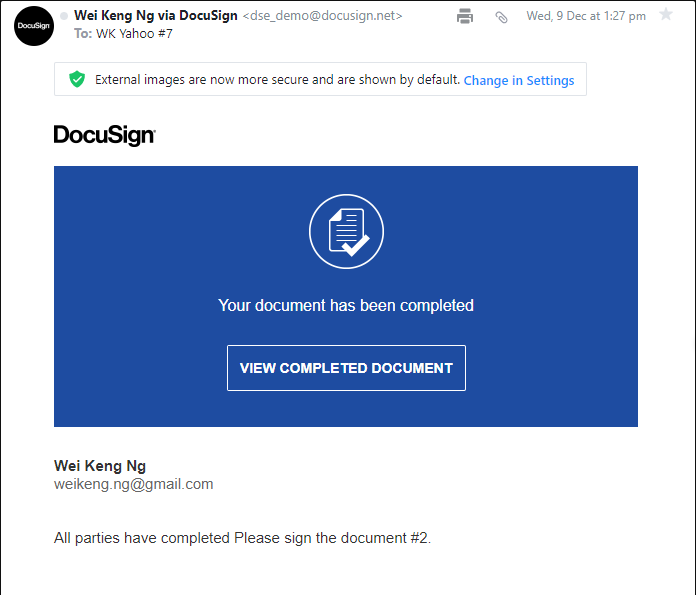 DocuSign
Wei Keng Ng via DocuSign <dse_demo@docusign.net> Wed, 9 Dec at 1:27 pm
To: WK Yahoo #7
External images are now more secure and are shown by default. Change in Settings
DocuSign
Your document has been completed
VIEW COMPLETED DOCUMENT
Wei Keng Ng
weikeng.ng@gmail.com
All parties have completed Please sign the document #2.